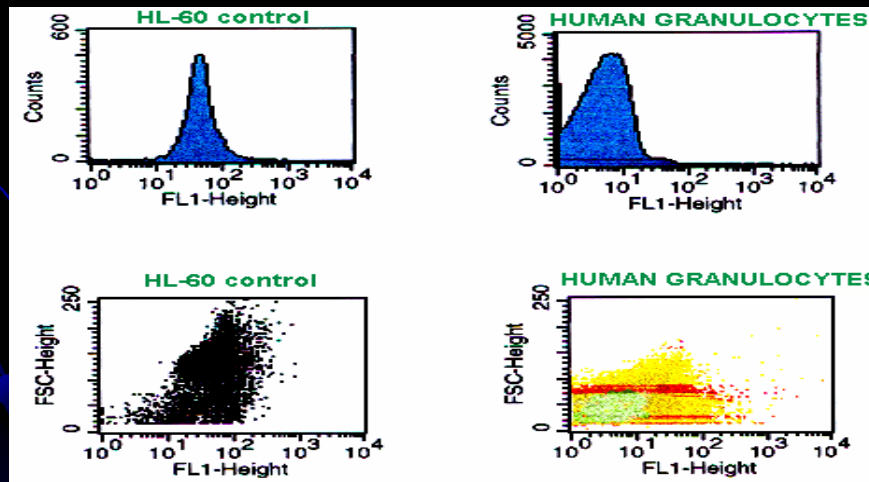 HL-60 control
600
Counts
0
10^0 10^1 10^2 10^3 10^4
FL1-Height
HUMAN GRANULOCYTES
5000
Counts
0
10^0 10^1 10^2 10^3 10^4
FL1-Height
HL-60 control
250
FSC-Height
0
10^0 10^1 10^2 10^3 10^4
FL1-Height
HUMAN GRANULOCYTES
250
FSC-Height
0
10^0 10^1 10^2 10^3 10^4
FL1-Height